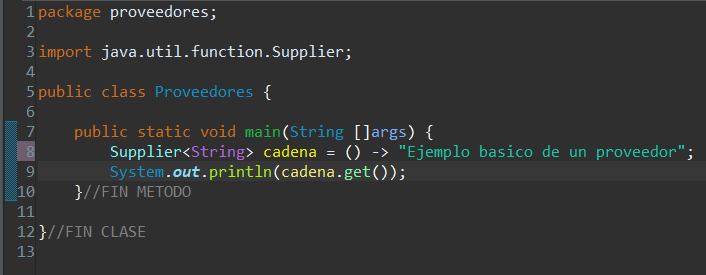 1 package proveedores;
2
3 import java.util.function.Supplier;
4
5 public class Proveedores {
6
7     public static void main(String []args) {
8         Supplier<String> cadena = () -> "Ejemplo basico de un proveedor";
9         System.out.println(cadena.get());
10     }//FIN METODO
11
12 }//FIN CLASE
13